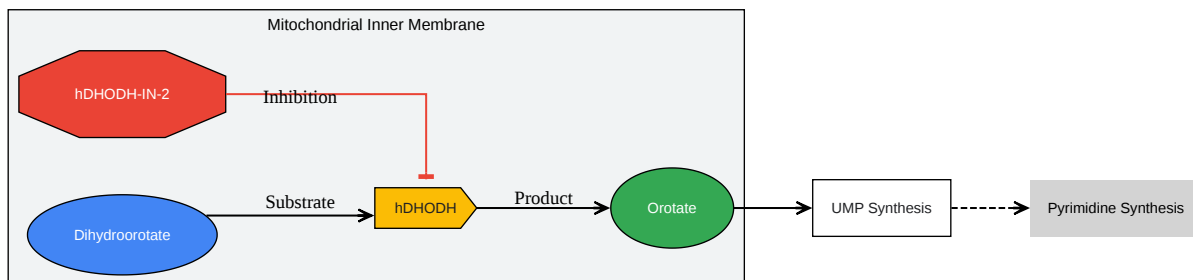 Mitochondrial Inner Membrane
hDHODH-IN-2
Inhibition
Dihydroorotate
Substrate
hDHODH
Product
Orotate
UMP Synthesis
Pyrimidine Synthesis